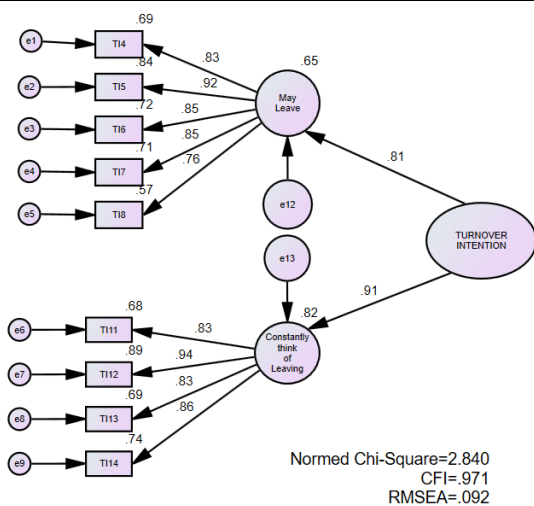 .69
e1
TI4
.83
.65
.84
e2
TI5
.92
May
Leave
.72
e3
TI6
.85
.71
.85
e4
TI7
.76
.81
.57
e5
TI8
e12
TURNOVER
INTENTION
e13
.91
.68
.82
e6
TI11
.83
Constantly
think
of
Leaving
.89
e7
TI12
.94
.69
.83
e8
TI13
.86
.74
e9
TI14
Normed Chi-Square=2.840
CFI=.971
RMSEA=.092